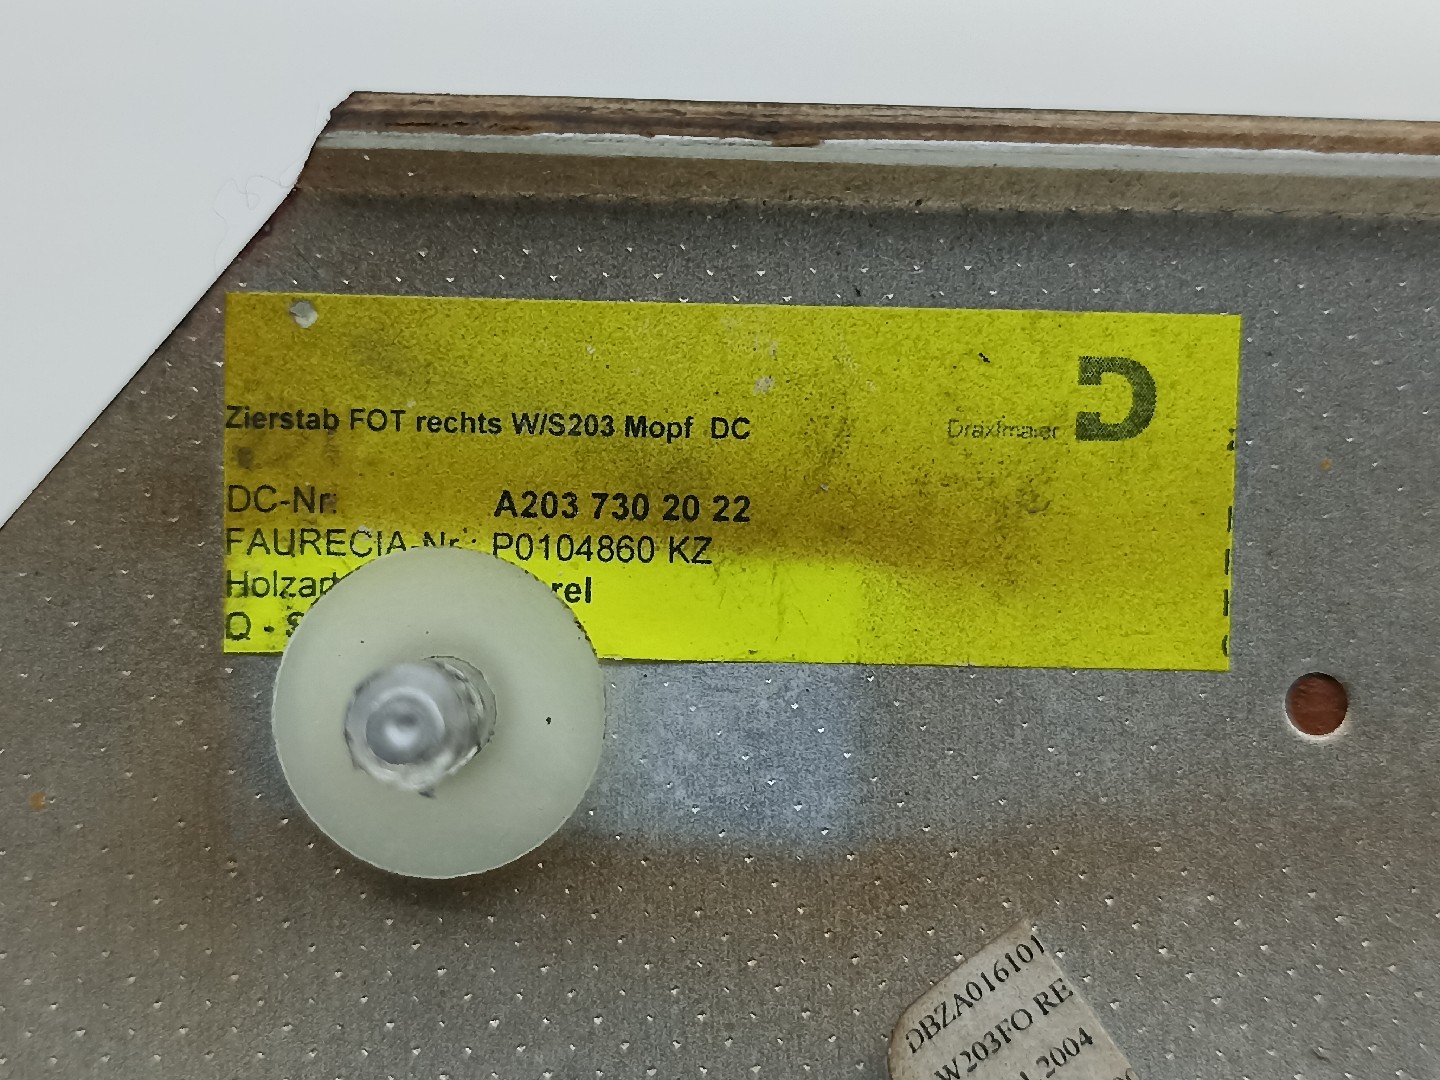 Zierstab FOT rechts W/S203 Mopf DC
Draxlmaier
DC-Nr: A203 730 20 22
FAURECIA-Nr.: P0104860 KZ
Holzart rel
Q - S
DBZA016101
W203FO RE
2004